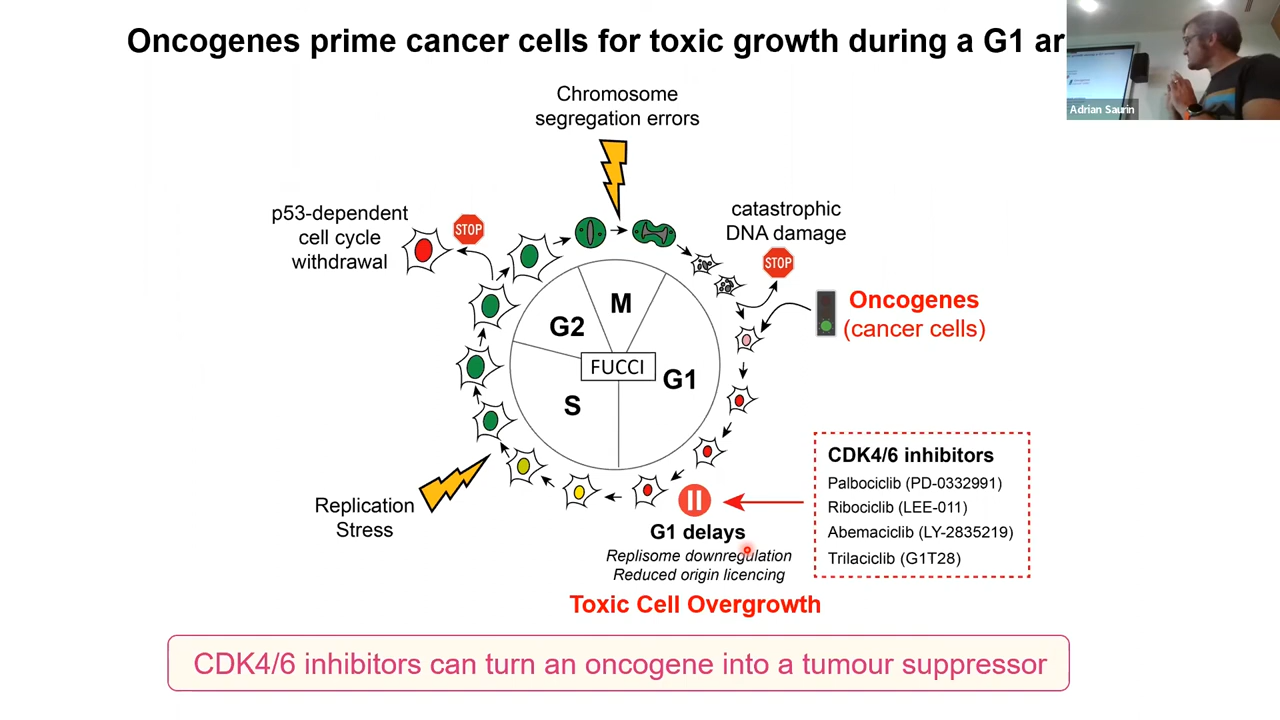 Oncogenes prime cancer cells for toxic growth during a G1 ar
Adrian Saurin
Chromosome
segregation errors
p53-dependent
cell cycle
withdrawal
STOP
catastrophic
DNA damage
STOP
Oncogenes
(cancer cells)
M
G2
FUCCI
G1
S
Replication
Stress
G1 delays
Replisome downregulation
Reduced origin licencing
Toxic Cell Overgrowth
CDK4/6 inhibitors
Palbociclib (PD-0332991)
Ribociclib (LEE-011)
Abemaciclib (LY-2835219)
Trilaciclib (G1T28)
CDK4/6 inhibitors can turn an oncogene into a tumour suppressor